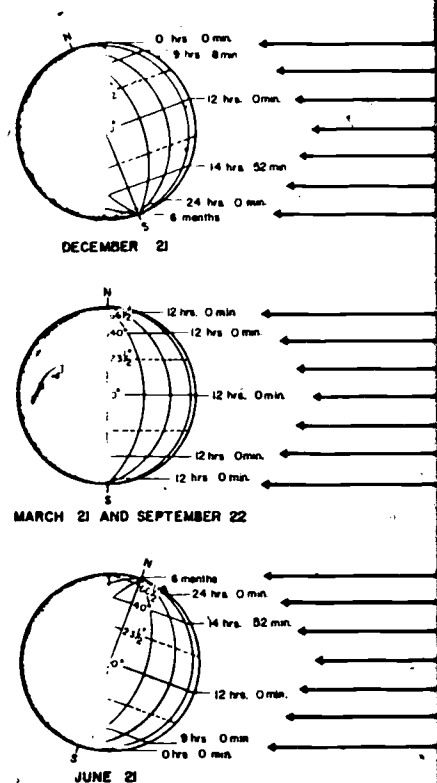 N
0 hrs 0 min.
9 hrs 8 min
12 hrs. 0 min.
14 hrs 52 min
24 hrs 0 min.
6 months
S
DECEMBER 21
N
12 hrs. 0 min
40° 12 hrs 0 min.
23½°
0° 12 hrs. 0 min.
12 hrs. 0 min.
12 hrs. 0 min.
S
MARCH 21 AND SEPTEMBER 22
N
6 months
24 hrs 0 min.
40° 14 hrs 52 min
23½°
0°
12 hrs 0 min.
9 hrs 0 min
0 hrs 0 min.
S
JUNE 21